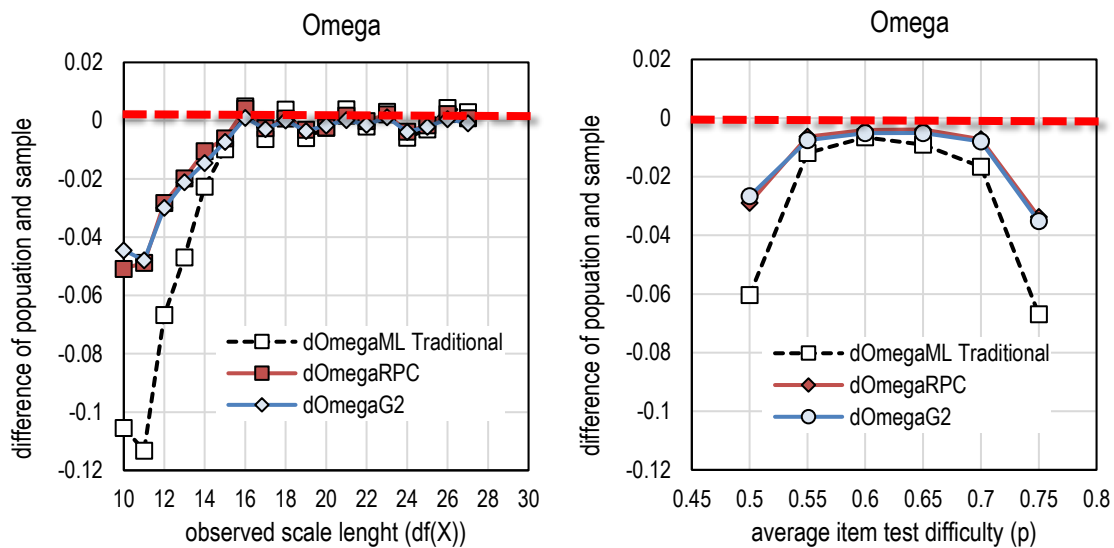 Omega
0.02
0
-0.02
-0.04
-0.06
-0.08
-0.1
-0.12
10 12 14 16 18 20 22 24 26 28 30
difference of popuation and sample
observed scale lenght (df(X))
dOmegaML Traditional
dOmegaRPC
dOmegaG2
Omega
0.02
0
-0.02
-0.04
-0.06
-0.08
-0.1
-0.12
0.45 0.5 0.55 0.6 0.65 0.7 0.75 0.8
difference of popuation and sample
average item test difficulty (p)
dOmegaML Traditional
dOmegaRPC
dOmegaG2